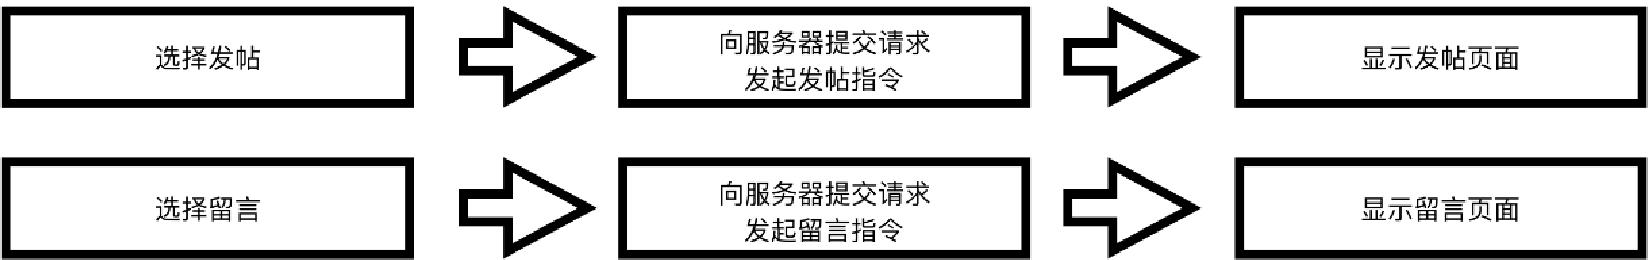 选择发帖
向服务器提交请求
发起发帖指令
显示发帖页面
选择留言
向服务器提交请求
发起留言指令
显示留言页面